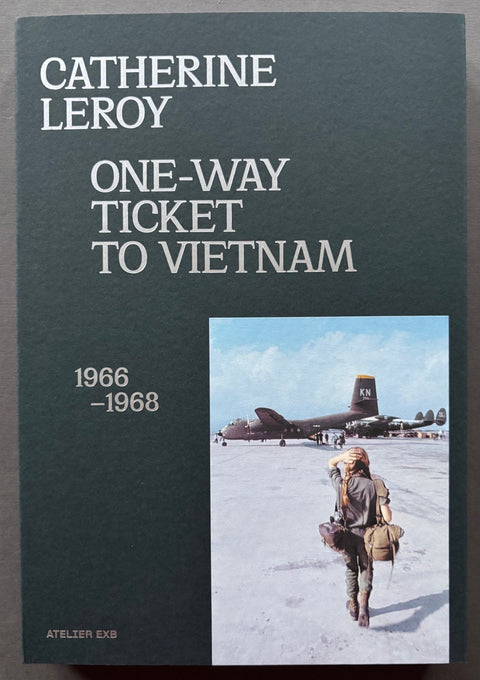 CATHERINE
LEROY
ONE-WAY
TICKET
TO VIETNAM
1966
–1968
KN
ATELIER EXB